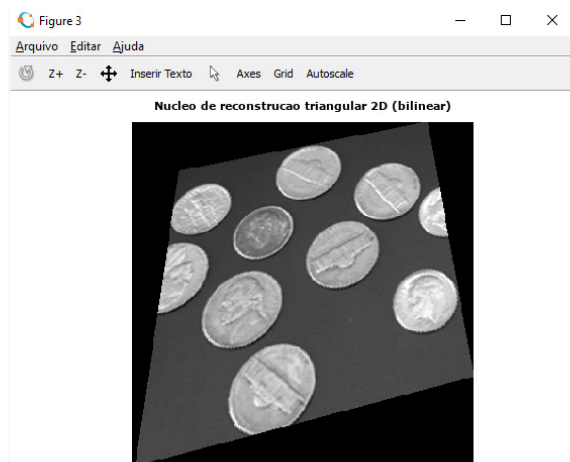 Figure 3
Arquivo Editar Ajuda
Z+ Z- Inserir Texto Axes Grid Autoscale
Nucleo de reconstrucao triangular 2D (bilinear)